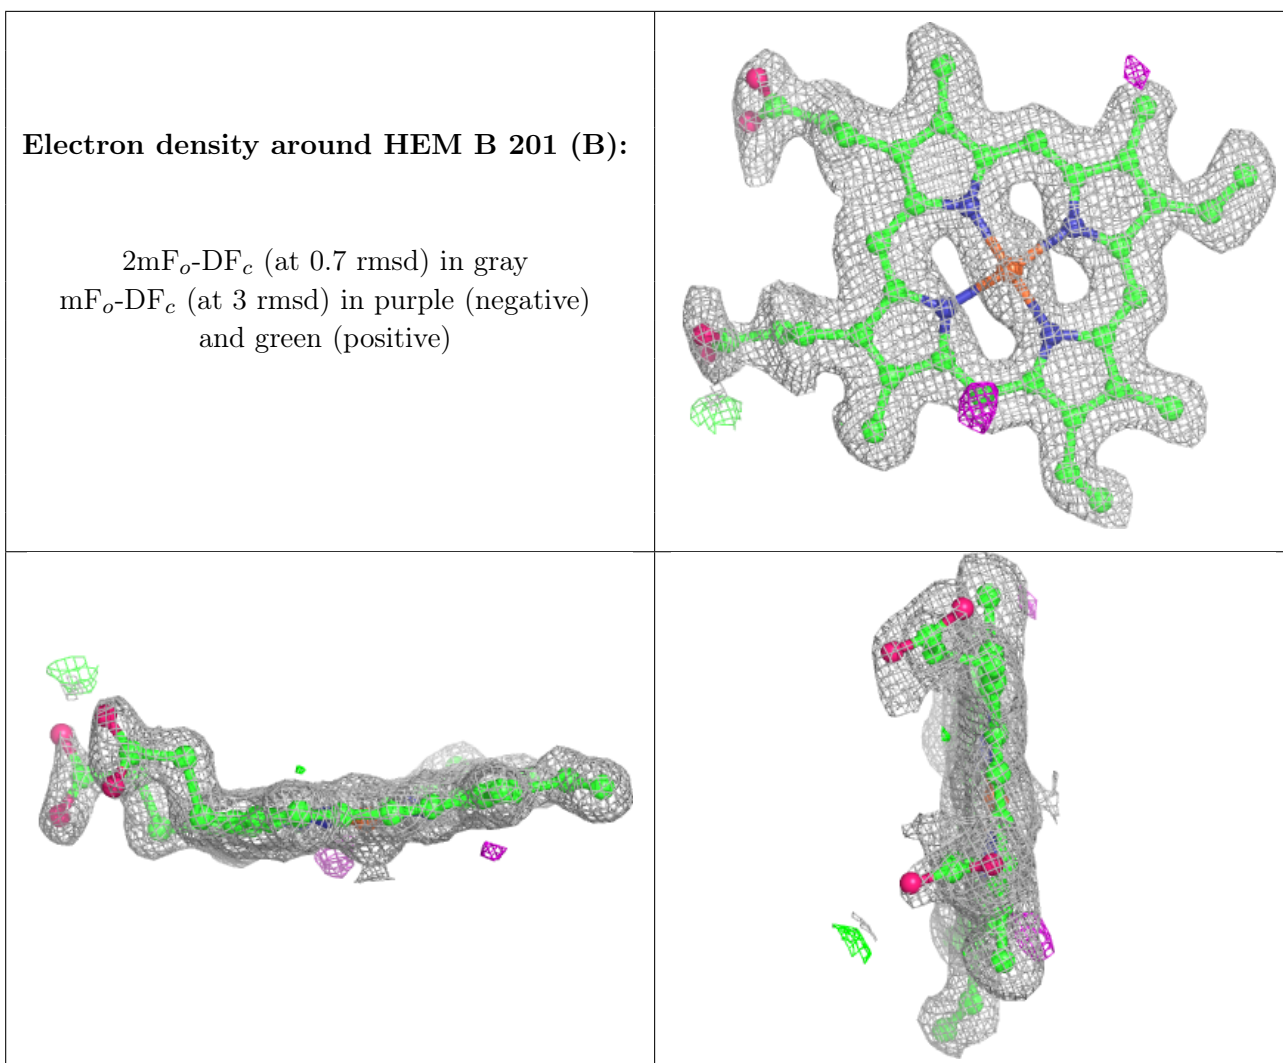 Electron density around HEM B 201 (B):
2mFo-DFc (at 0.7 rmsd) in gray
mFo-DFc (at 3 rmsd) in purple (negative)
and green (positive)